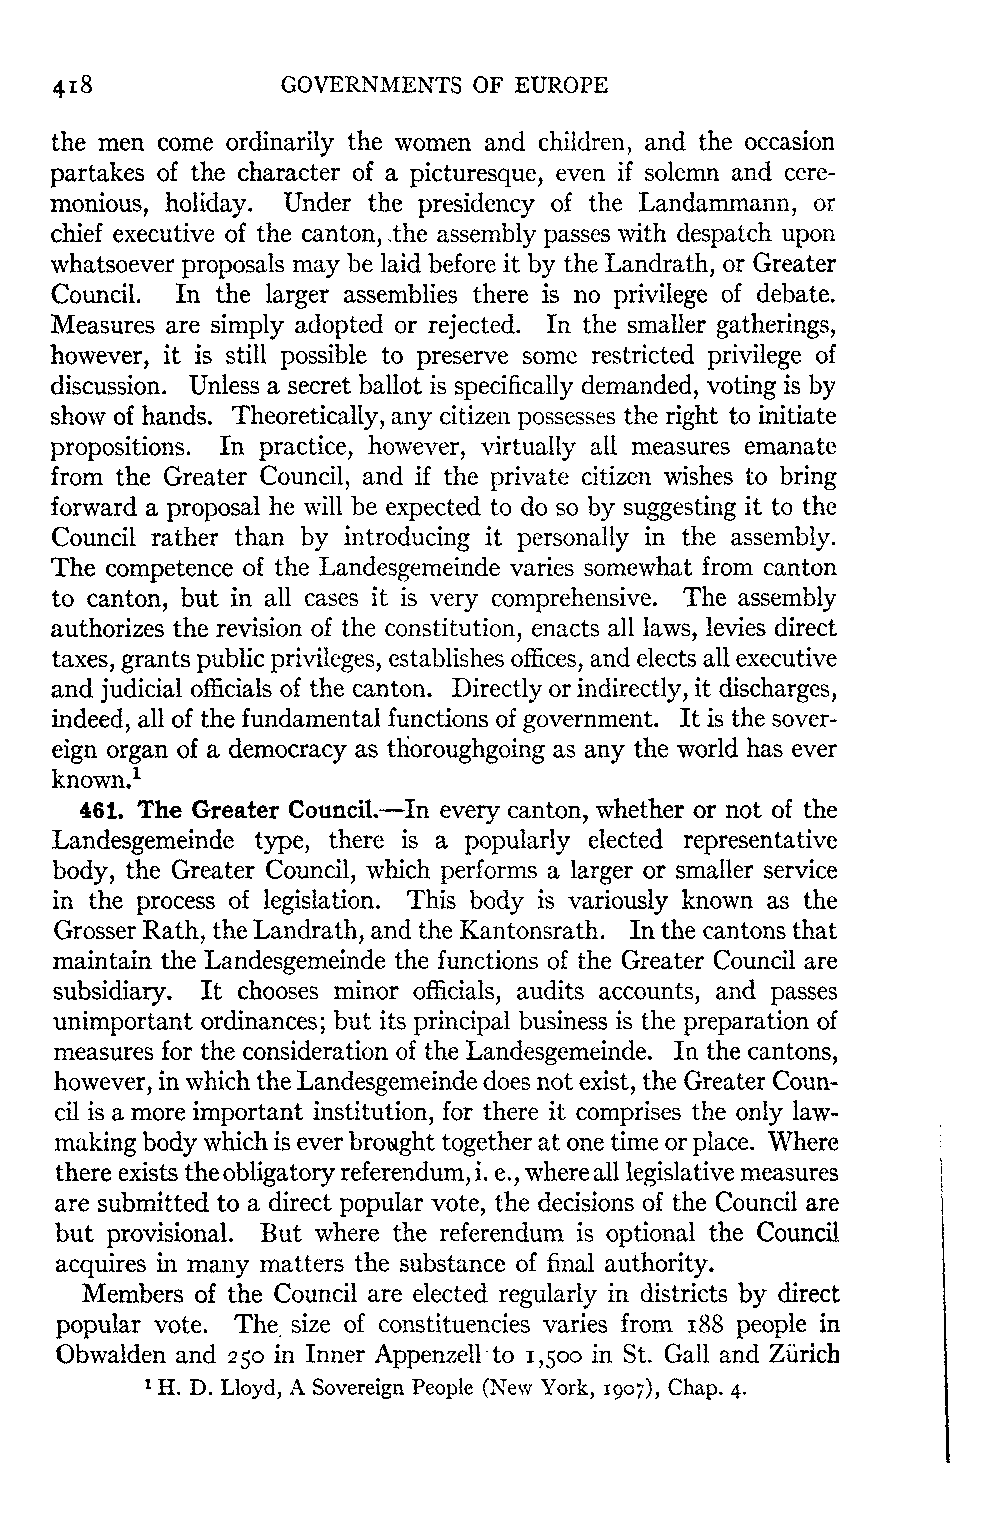 418 GOVERNMENTS OF EUROPE
the men come ordinarily the women and children, and the occasion
partakes of the character of a picturesque, even if solemn and cere-
monious, holiday. Under the presidency of the Landammann, or
chief executive of the canton, the assembly passes with despatch upon
whatsoever proposals may be laid before it by the Landrath, or Greater
Council. In the larger assemblies there is no privilege of debate.
Measures are simply adopted or rejected. In the smaller gatherings,
however, it is still possible to preserve some restricted privilege of
discussion. Unless a secret ballot is specifically demanded, voting is by
show of hands. Theoretically, any citizen possesses the right to initiate
propositions. In practice, however, virtually all measures emanate
from the Greater Council, and if the private citizen wishes to bring
forward a proposal he will be expected to do so by suggesting it to the
Council rather than by introducing it personally in the assembly.
The competence of the Landesgemeinde varies somewhat from canton
to canton, but in all cases it is very comprehensive. The assembly
authorizes the revision of the constitution, enacts all laws, levies direct
taxes, grants public privileges, establishes offices, and elects all executive
and judicial officials of the canton. Directly or indirectly, it discharges,
indeed, all of the fundamental functions of government. It is the sover-
eign organ of a democracy as thoroughgoing as any the world has ever
known.¹
461. The Greater Council.—In every canton, whether or not of the
Landesgemeinde type, there is a popularly elected representative
body, the Greater Council, which performs a larger or smaller service
in the process of legislation. This body is variously known as the
Grosser Rath, the Landrath, and the Kantonsrath. In the cantons that
maintain the Landesgemeinde the functions of the Greater Council are
subsidiary. It chooses minor officials, audits accounts, and passes
unimportant ordinances; but its principal business is the preparation of
measures for the consideration of the Landesgemeinde. In the cantons,
however, in which the Landesgemeinde does not exist, the Greater Coun-
cil is a more important institution, for there it comprises the only law-
making body which is ever brought together at one time or place. Where
there exists the obligatory referendum, i. e., where all legislative measures
are submitted to a direct popular vote, the decisions of the Council are
but provisional. But where the referendum is optional the Council
acquires in many matters the substance of final authority.
Members of the Council are elected regularly in districts by direct
popular vote. The size of constituencies varies from 188 people in
Obwalden and 250 in Inner Appenzell to 1,500 in St. Gall and Zürich
¹ H. D. Lloyd, A Sovereign People (New York, 1907), Chap. 4.